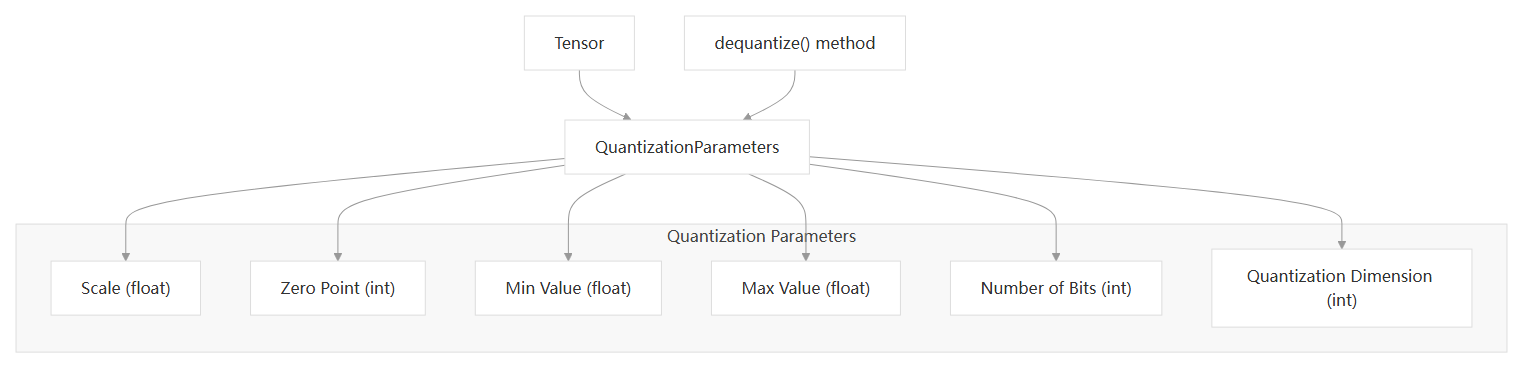 Tensor
dequantize() method
QuantizationParameters
Quantization Parameters
Scale (float)
Zero Point (int)
Min Value (float)
Max Value (float)
Number of Bits (int)
Quantization Dimension
(int)